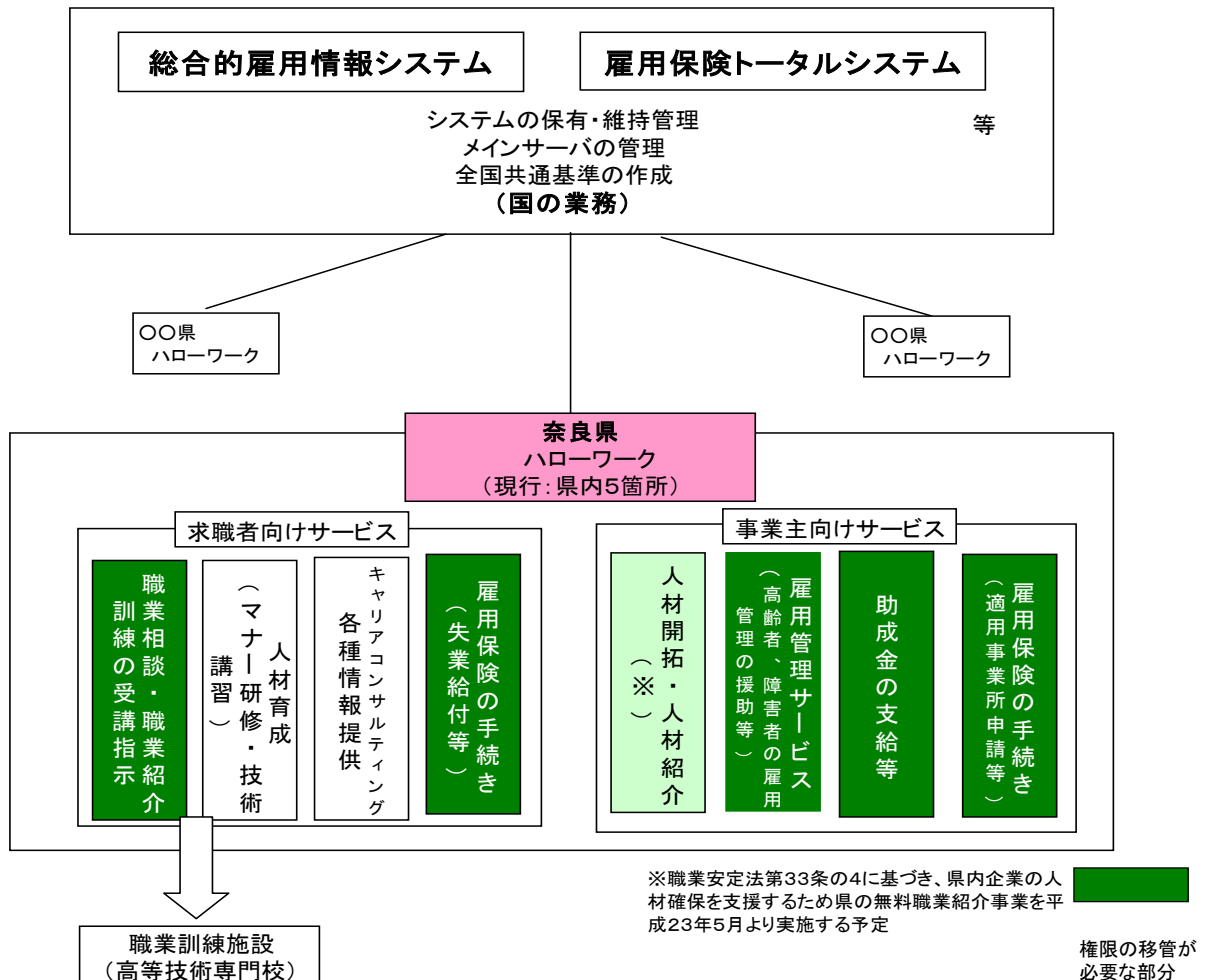 総合的雇用情報システム
雇用保険トータルシステム
システムの保有・維持管理
等
メインサーバの管理
全国共通基準の作成
（国の業務）
〇〇県
ハローワーク
〇〇県
ハローワーク
奈良県
ハローワーク
（現行：県内5箇所）
求職者向けサービス
職業相談・職業紹介
訓練の受講指示
人材育成
（マナー研修・技術
講習）
キャリアコンサルティング
各種情報提供
雇用保険の手続き
（失業給付等）
事業主向けサービス
人材開拓・人材紹介
（※）
雇用管理サービス
（高齢者、障害者の雇用
管理の援助等）
助成金の支給等
雇用保険の手続き
（適用事業所申請等）
※職業安定法第33条の4に基づき、県内企業の人
材確保を支援するため県の無料職業紹介事業を平
成23年5月より実施する予定
権限の移管が
必要な部分
職業訓練施設
（高等技術専門校）